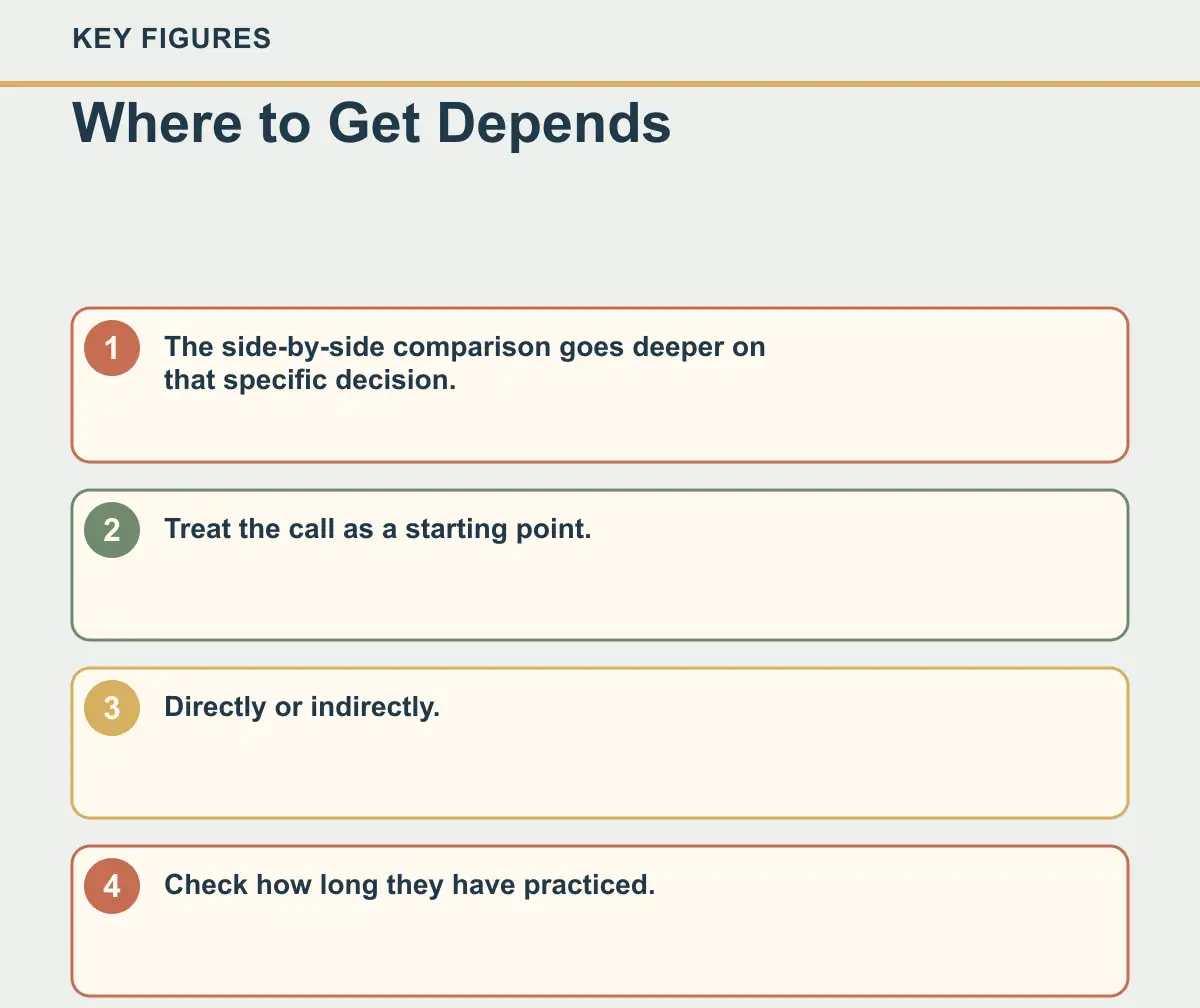 KEY FIGURES
Where to Get Depends
1
The side-by-side comparison goes deeper on
that specific decision.
2
Treat the call as a starting point.
3
Directly or indirectly.
4
Check how long they have practiced.